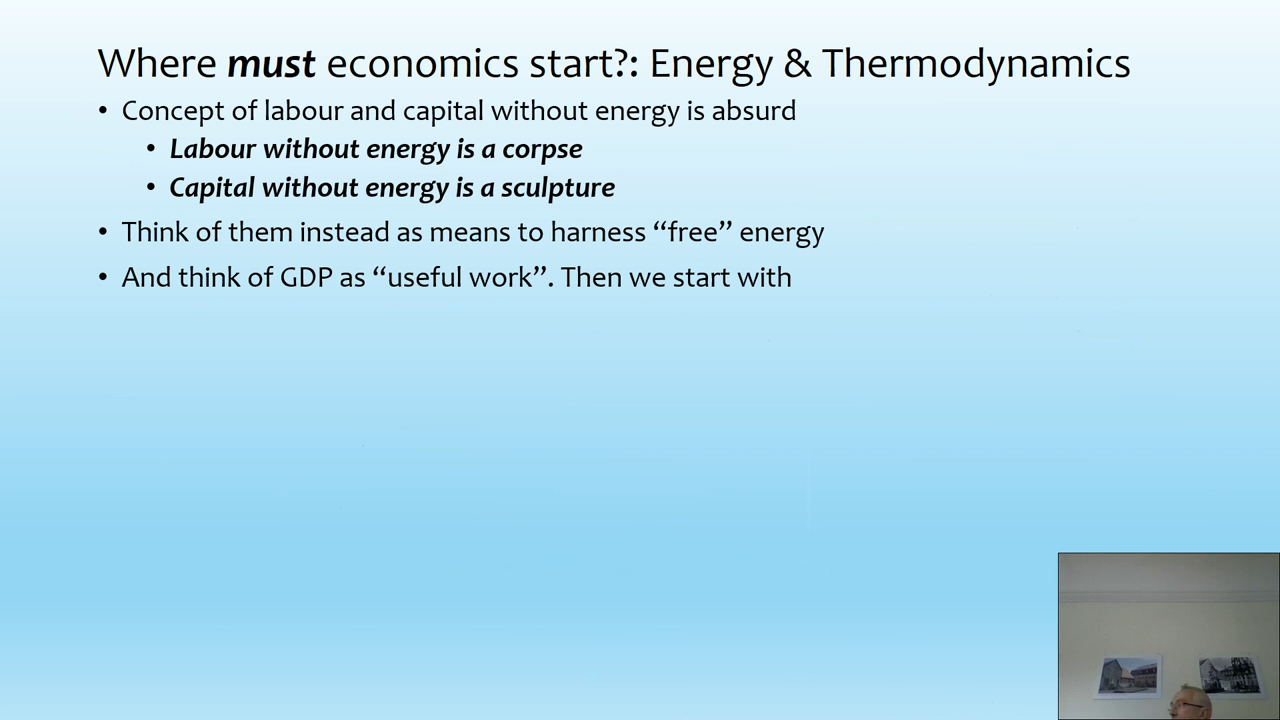 Where must economics start?: Energy & Thermodynamics
• Concept of labour and capital without energy is absurd
• Labour without energy is a corpse
• Capital without energy is a sculpture
• Think of them instead as means to harness “free” energy
• And think of GDP as “useful work”. Then we start with